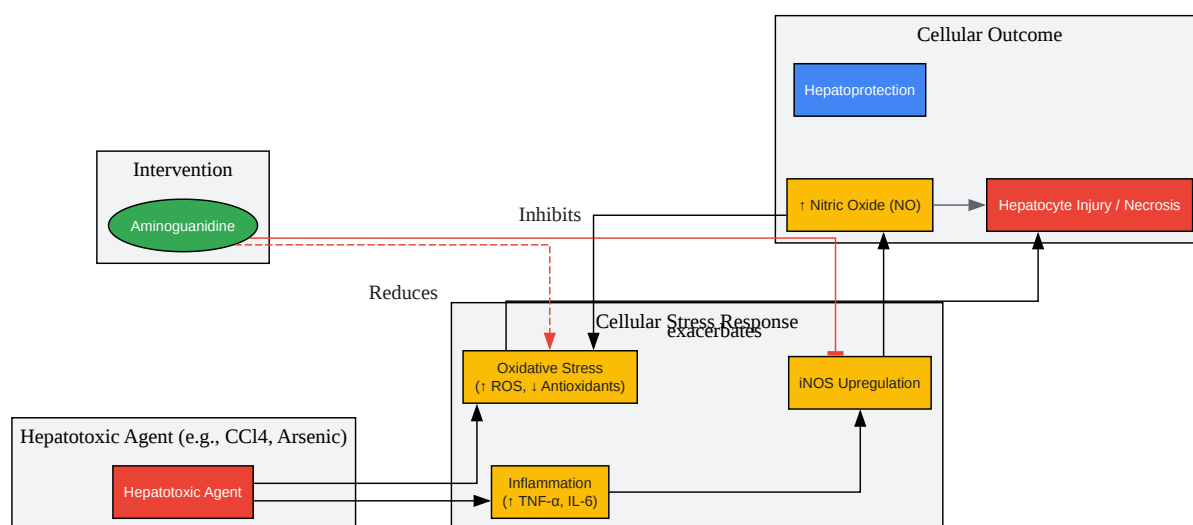 Cellular Outcome
Hepatoprotection
Intervention
Aminoguanidine
Inhibits
↑ Nitric Oxide (NO)
Hepatocyte Injury / Necrosis
Reduces
Cellular Stress Response
exacerbates
Oxidative Stress
(↑ ROS, ↓ Antioxidants)
iNOS Upregulation
Hepatotoxic Agent (e.g., CCl4, Arsenic)
Hepatotoxic Agent
Inflammation
(↑ TNF-α, IL-6)